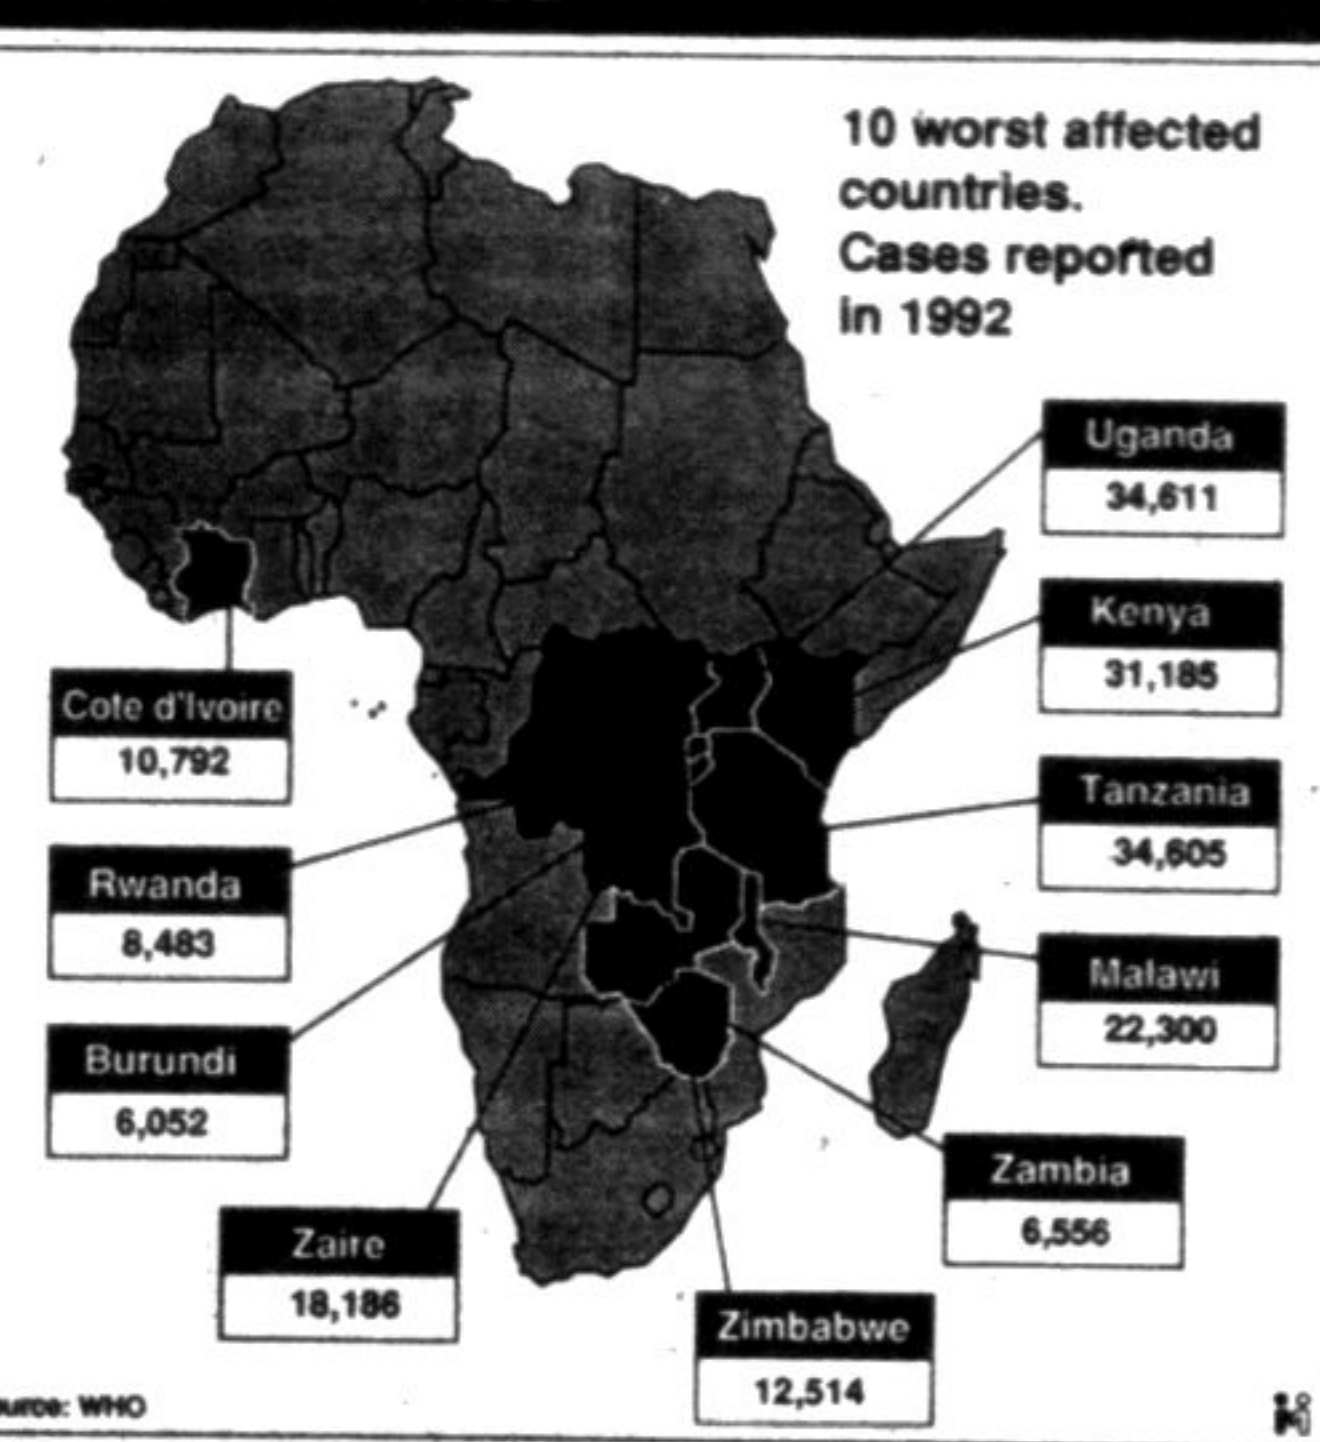 10 worst affected
countries.
Cases reported
in 1992
Uganda
34,611
Kenya
31,185
Cote d'Ivoire
10,792
Tanzania
34,605
Rwanda
8,483
Malawi
22,300
Burundi
6,052
Zambia
6,556
Zaire
18,186
Zimbabwe
12,514
ource: WHO